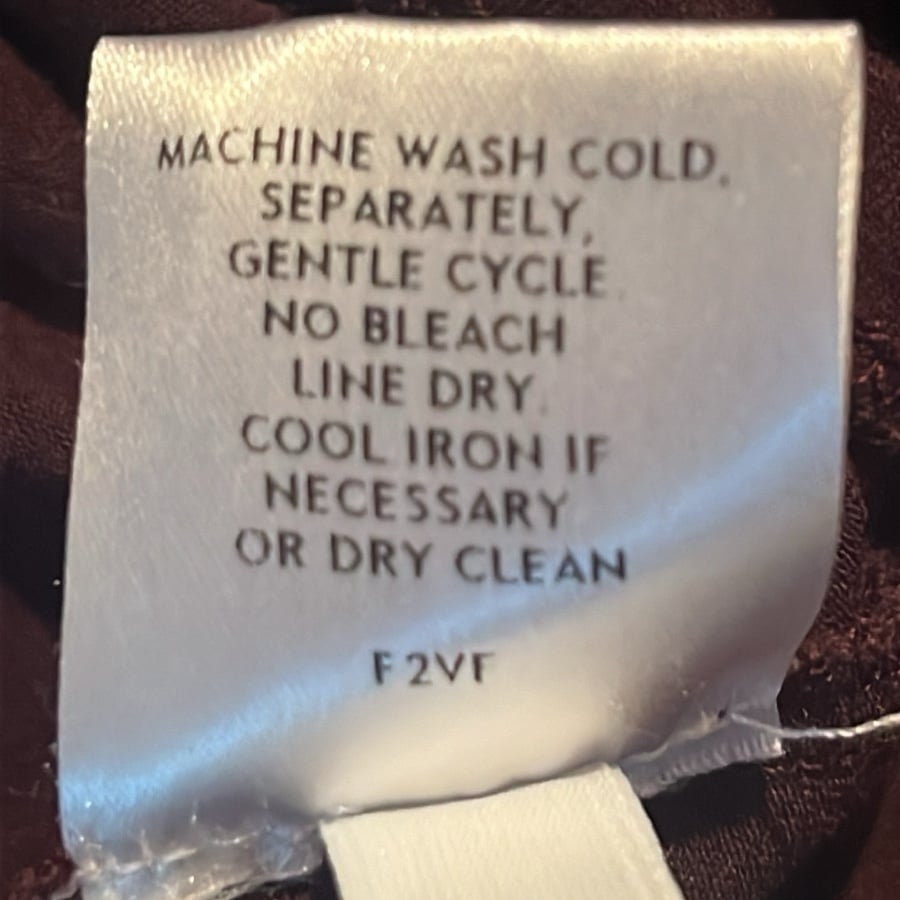 MACHINE WASH COLD,
SEPARATELY,
GENTLE CYCLE.
NO BLEACH
LINE DRY.
COOL IRON IF
NECESSARY
OR DRY CLEAN
F2VF